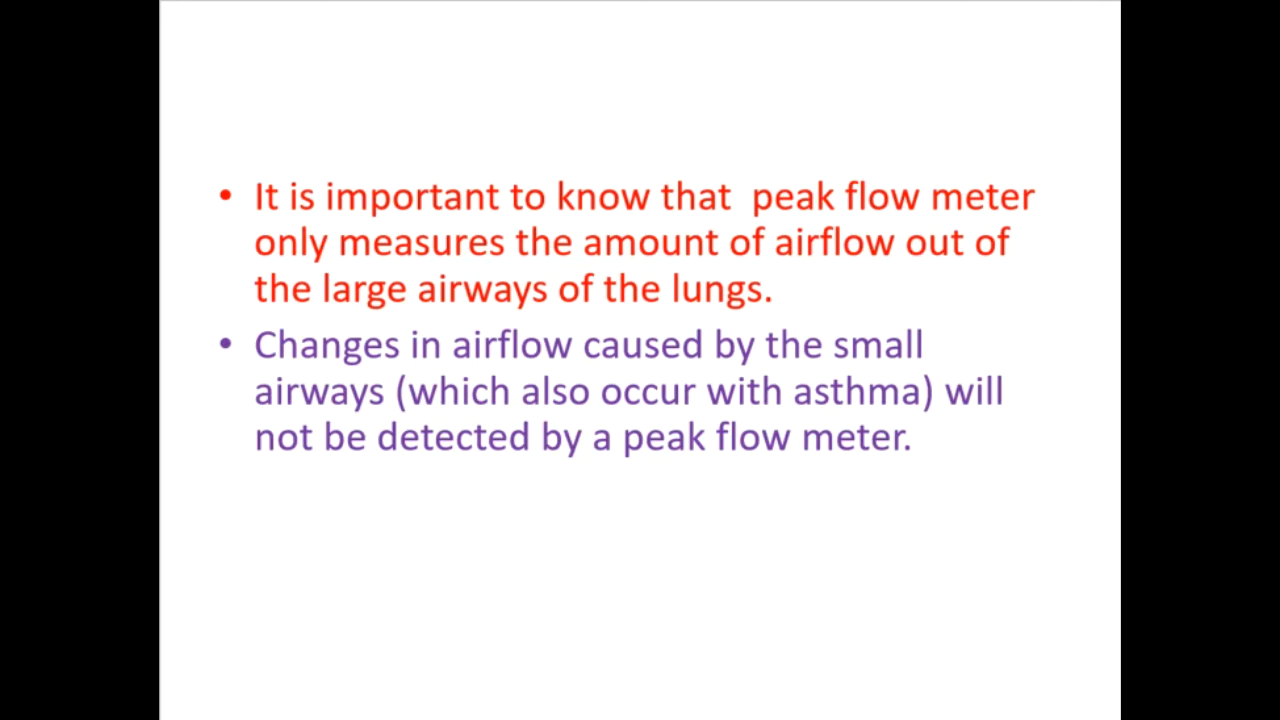 • It is important to know that  peak flow meter
only measures the amount of airflow out of
the large airways of the lungs.
• Changes in airflow caused by the small
airways (which also occur with asthma) will
not be detected by a peak flow meter.